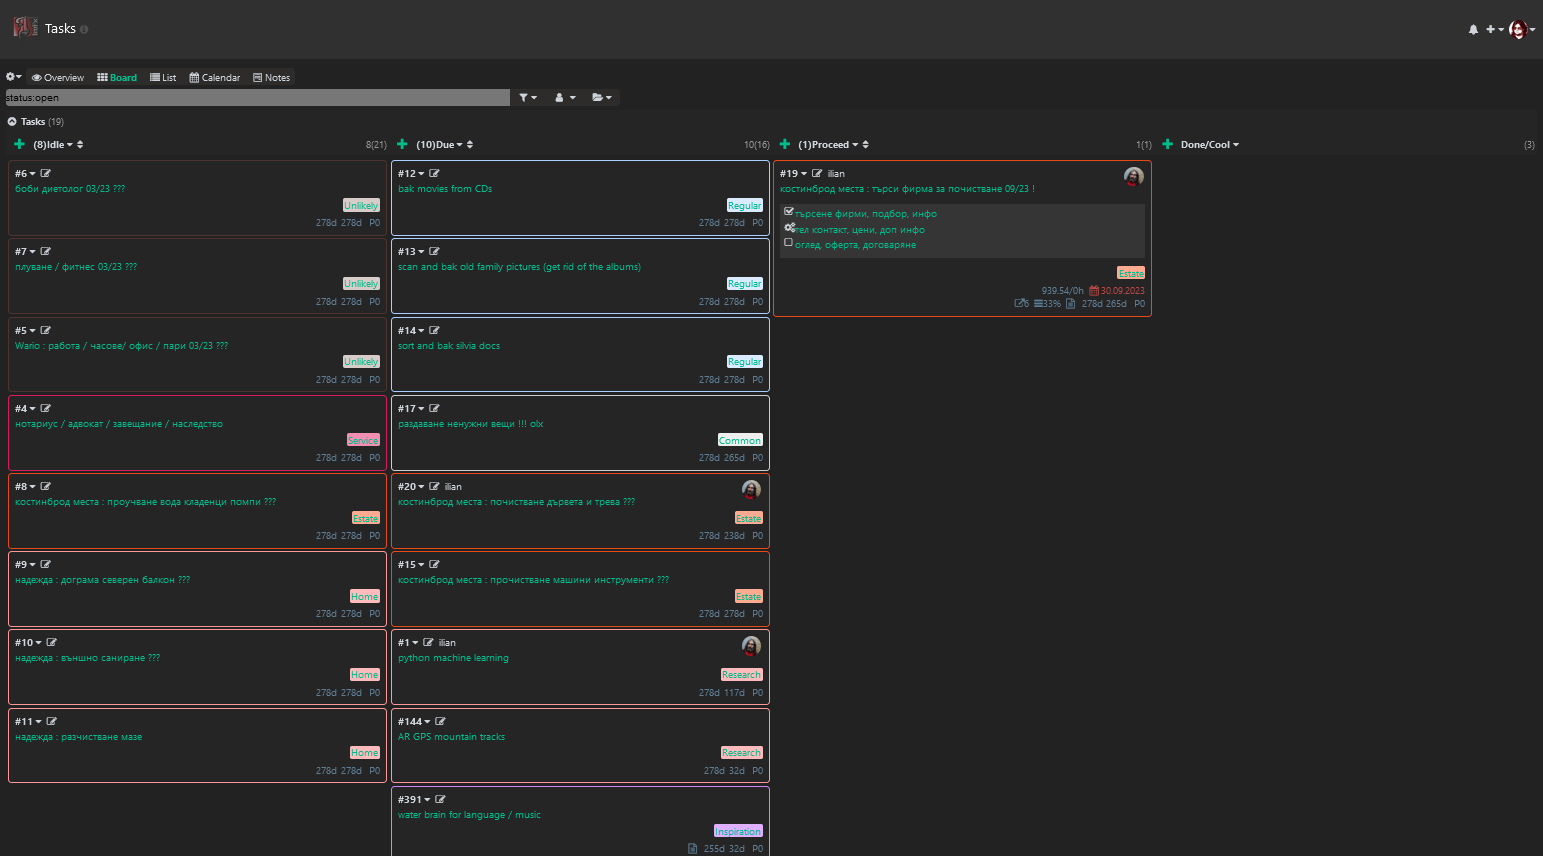 Tasks
Overview Board List Calendar Notes
status:open
Tasks (19)
(8)Idle 8(21)
#6
боби диетолог 03/23 ???
Unlikely
278d 278d P0
#7
плуване / фитнес 03/23 ???
Unlikely
278d 278d P0
#5
Wario : работа / часове/ офис / пари 03/23 ???
Unlikely
278d 278d P0
#4
нотариус / адвокат / завещание / наследство
Service
278d 278d P0
#8
костинброд места : проучване вода кладенци помпи ???
Estate
278d 278d P0
#9
надежда : дограма северен балкон ???
Home
278d 278d P0
#10
надежда : външно саниране ???
Home
278d 278d P0
#11
надежда : разчистване мазе
Home
278d 278d P0
(10)Due 10(16)
#12
bak movies from CDs
Regular
278d 278d P0
#13
scan and bak old family pictures (get rid of the albums)
Regular
278d 278d P0
#14
sort and bak silvia docs
Regular
278d 278d P0
#17
раздаване ненужни вещи !!! olx
Common
278d 265d P0
#20 ilian
костинброд места : почистване дървета и трева ???
Estate
278d 238d P0
#15
костинброд места : прочистване машини инструменти ???
Estate
278d 278d P0
#1 ilian
python machine learning
Research
278d 117d P0
#144
AR GPS mountain tracks
Research
278d 32d P0
#391
water brain for language / music
Inspiration
255d 32d P0
(1)Proceed 1(1)
#19 ilian
костинброд места : търси фирма за почистване 09/23 !
търсене фирми, подбор, инфо
тел контакт, цени, доп инфо
оглед, оферта, договаряне
Estate
939.54/0h 30.09.2023
6 33% 278d 265d P0
Done/Cool (3)